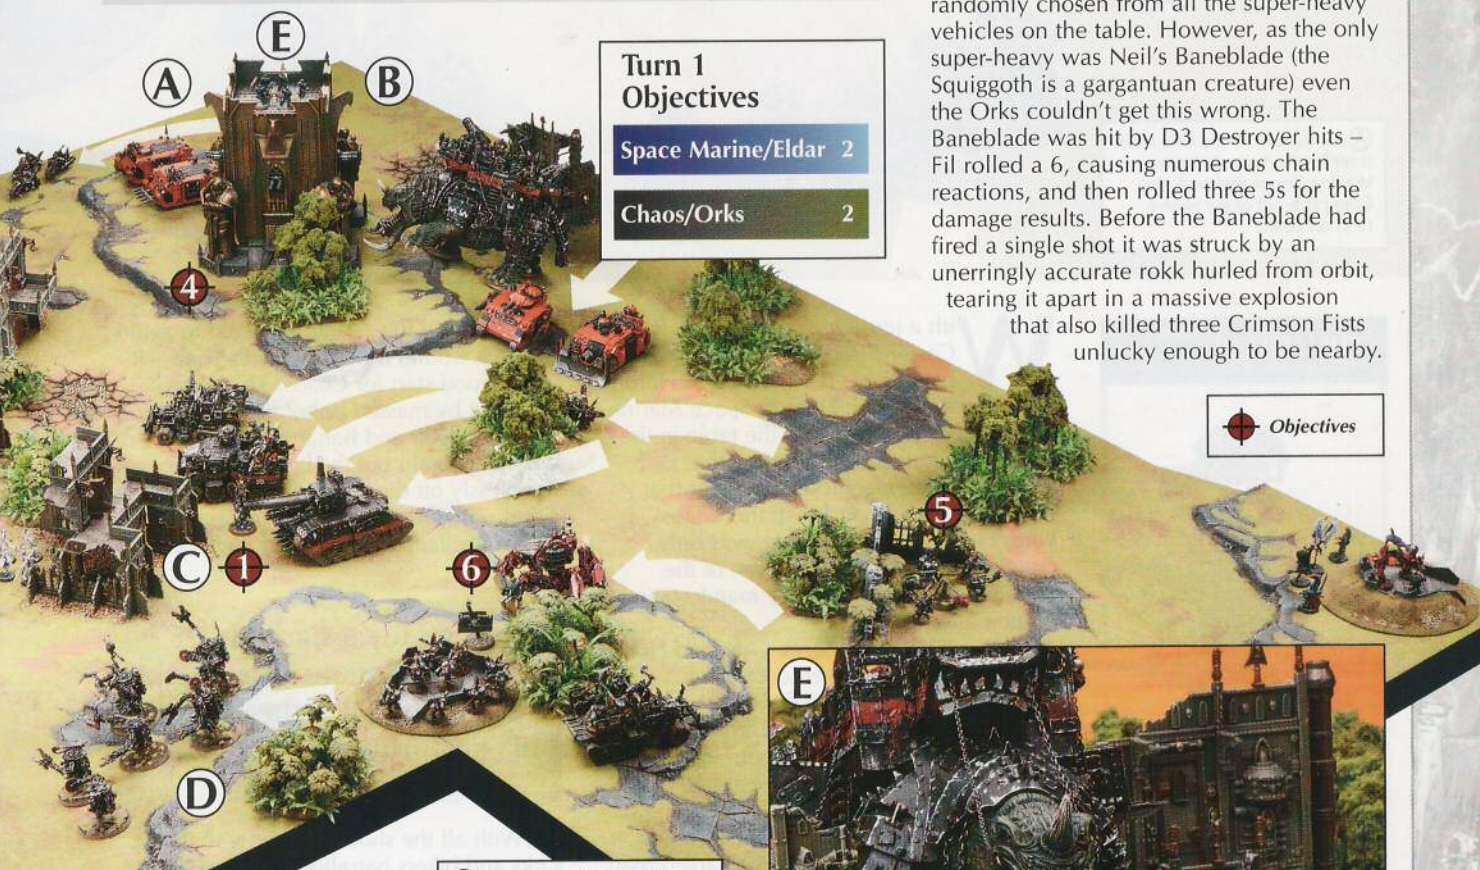 randomly chosen from all the super-heavy
vehicles on the table. However, as the only
super-heavy was Neil's Baneblade (the
Squiggoth is a gargantuan creature) even
the Orks couldn't get this wrong. The
Baneblade was hit by D3 Destroyer hits –
Fil rolled a 6, causing numerous chain
reactions, and then rolled three 5s for the
damage results. Before the Baneblade had
fired a single shot it was struck by an
unerringly accurate rokk hurled from orbit,
tearing it apart in a massive explosion
that also killed three Crimson Fists
unlucky enough to be nearby.
E
A
B
Turn 1
Objectives
Space Marine/Eldar 2
Chaos/Orks 2
4
Objectives
5
C
1
6
D
E